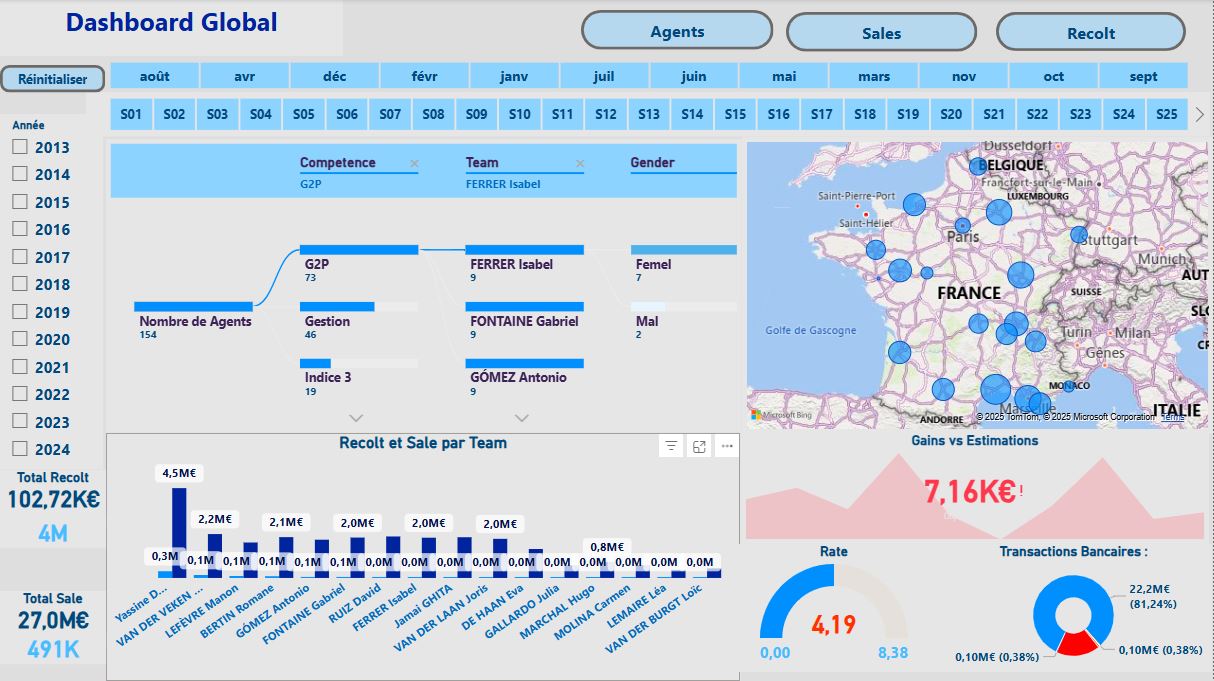 Dashboard Global
Agents
Sales
Recolt
Réinitialiser
août avr déc févr janv juil juin mai mars nov oct sept
S01 S02 S03 S04 S05 S06 S07 S08 S09 S10 S11 S12 S13 S14 S15 S16 S17 S18 S19 S20 S21 S22 S23 S24 S25
Année
2013
2014
2015
2016
2017
2018
2019
2020
2021
2022
2023
2024
Total Recolt
102,72K€
4M
Total Sale
27,0M€
491K
Competence
G2P
Team
FERRER Isabel
Gender
Nombre de Agents
154
G2P
73
Gestion
46
Indice 3
19
FERRER Isabel
9
FONTAINE Gabriel
9
GÓMEZ Antonio
9
Femel
7
Mal
2
Dusseldorf
BELGIQUE
Francfort-sur-le-Main
LUXEMBOURG
Saint-Pierre-Port
Saint-Hélier
Paris
Stuttgart
Munich
AUT
FRANCE
SUISSE
SLO
Golfe de Gascogne
Turin
Milan
CR
Gênes
MONACO
Marseille
ANDORRE
ITALIE
Microsoft Bing
© 2025 TomTom, © 2025 Microsoft Corporation Terms
Recolt et Sale par Team
4,5M€
2,2M€
2,1M€
2,0M€
2,0M€
2,0M€
0,8M€
0,3M 0,1M 0,1M 0,1M 0,1M 0,1M 0,0M 0,0M 0,0M 0,0M 0,0M 0,0M 0,0M 0,0M 0,0M 0,0M
Yassine D...
VAN DER VEKEN ...
LEFÈVRE Manon
BERTIN Romane
GÓMEZ Antonio
FONTAINE Gabriel
RUIZ David
FERRER Isabel
Jamai GHITA
VAN DER LAAN Joris
DE HAAN Eva
GALLARDO Julia
MARCHAL Hugo
MOLINA Carmen
LEMAIRE Léa
VAN DER BURGT Loïc
Gains vs Estimations
7,16K€!
Rate
4,19
0,00
8,38
Transactions Bancaires :
22,2M€
(81,24%)
0,10M€ (0,38%)
0,10M€ (0,38%)